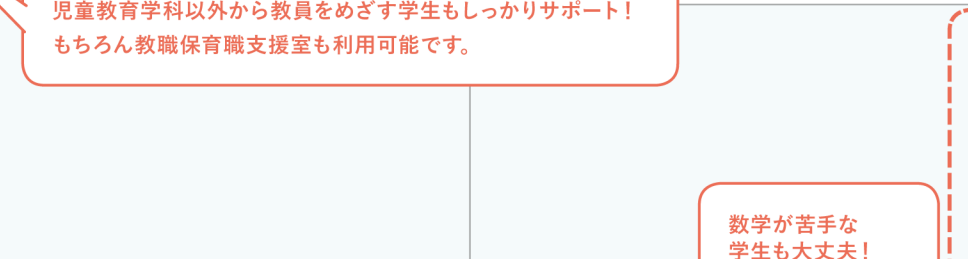 児童教育学科以外から教員をめざす学生もしっかりサポート！
もちろん教職保育職支援室も利用可能です。
数学が苦手な
学生も大丈夫！